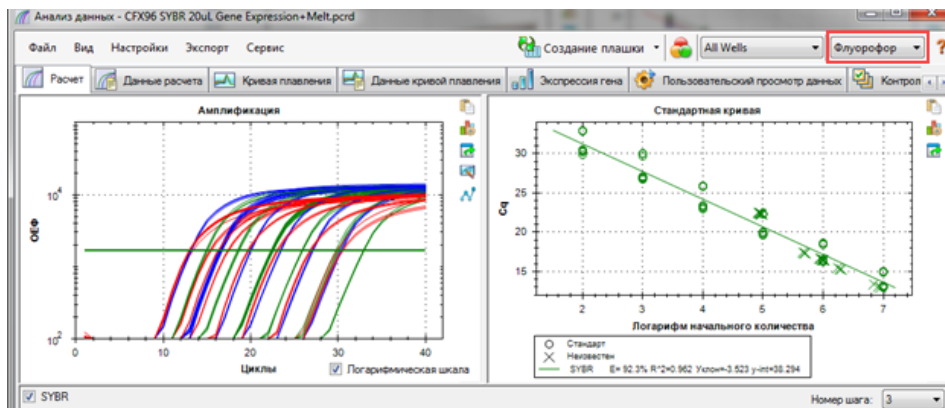 Анализ данных - CFX96 SYBR 20uL Gene Expression+Melt.pcrd
Файл Вид Настройки Экспорт Сервис Создание плашки All Wells Флуорофор ?
Расчет Данные расчета Кривая плавления Данные кривой плавления Экспрессия гена Пользовательский просмотр данных Контрол
Амплификация
ОЕФ
10^4
10^2
0 10 20 30 40
Циклы
Логарифмическая шкала
Стандартная кривая
Cq
30
25
20
15
2 3 4 5 6 7
Логарифм начального количества
Стандарт
Неизвестен
SYBR E= 92.3% R^2=0.962 Уклон=-3.523 y-int=38.294
SYBR
Номер шага: 3